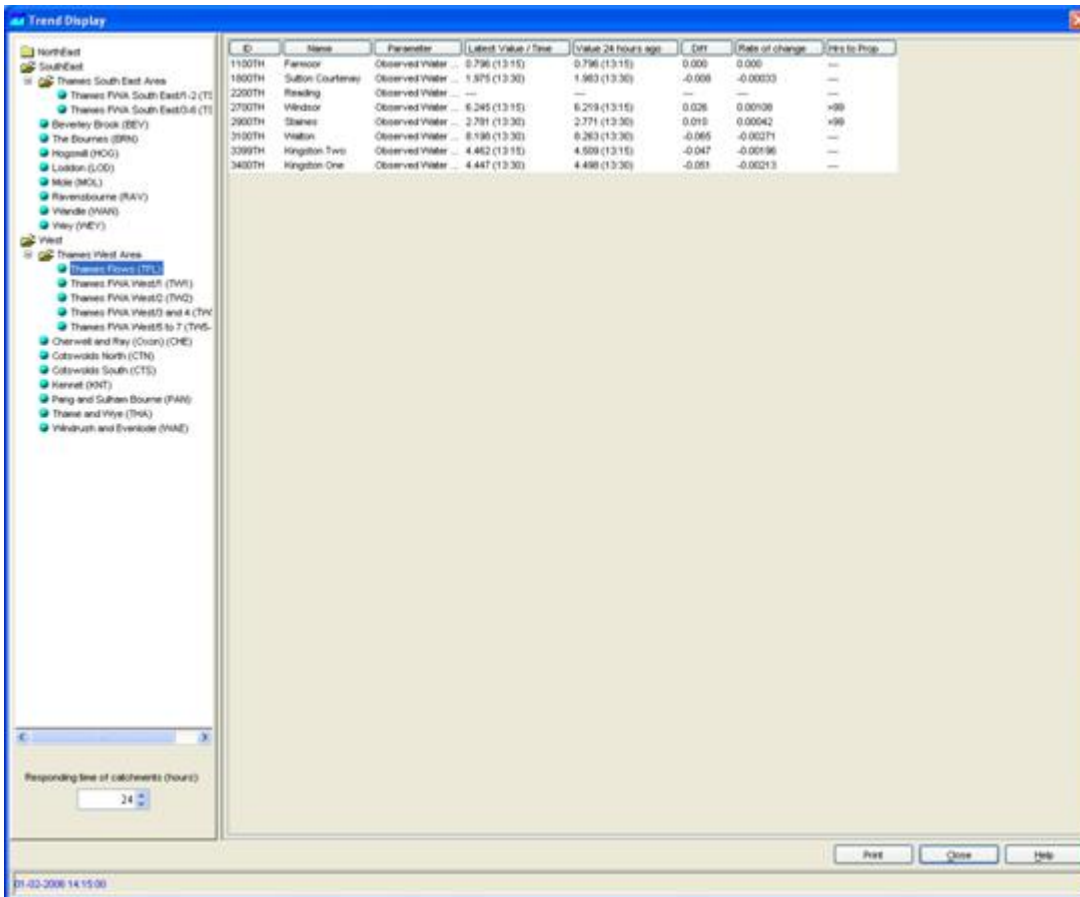 Trend Display
NorthEast
SouthEast
Thames South East Area
Thames FWA South East/1-2 (TS
Thames FWA South East/3-6 (TS
Beverley Brook (BEV)
The Bournes (BRN)
Hogsmill (HOG)
Loddon (LOD)
Mole (MOL)
Ravensbourne (RAV)
Wandle (WAN)
Wey (WEY)
West
Thames West Area
Thames Flows (TFL)
Thames FWA West/1 (TW1)
Thames FWA West/2 (TW2)
Thames FWA West/3 and 4 (TW
Thames FWA West/5 to 7 (TW5-
Cherwell and Ray (Oxon) (CHE)
Cotswolds North (CTN)
Cotswolds South (CTS)
Kennet (KNT)
Pang and Sulham Bourne (PAN)
Thame and Wye (THA)
Windrush and Evenlode (WAE)
Responding time of catchments (hours)
24
ID Name Parameter Latest Value / Time Value 24 hours ago Diff Rate of change Hrs to Prop
1100TH Farmoor Observed Water ... 0.796 (13:15) 0.796 (13:15) 0.000 0.000 ---
1800TH Sutton Courtenay Observed Water ... 1.975 (13:30) 1.983 (13:30) -0.008 -0.00033 ---
2200TH Reading Observed Water ... --- --- --- --- ---
2700TH Windsor Observed Water ... 6.245 (13:15) 6.219 (13:15) 0.026 0.00108 >99
2900TH Staines Observed Water ... 2.781 (13:30) 2.771 (13:30) 0.010 0.00042 >99
3100TH Walton Observed Water ... 8.198 (13:30) 8.263 (13:30) -0.065 -0.00271 ---
3399TH Kingston Two Observed Water ... 4.462 (13:15) 4.509 (13:15) -0.047 -0.00196 ---
3400TH Kingston One Observed Water ... 4.447 (13:30) 4.498 (13:30) -0.051 -0.00213 ---
Print Close Help
01-02-2006 14:15:00